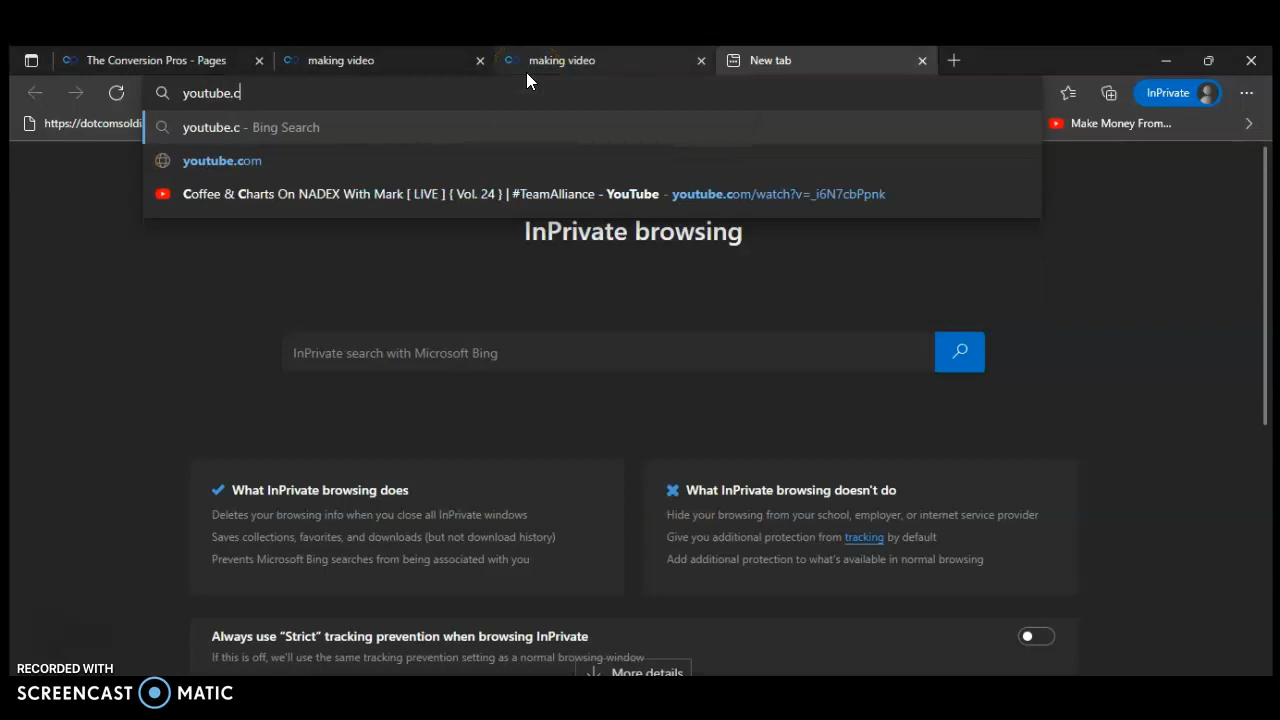 The Conversion Pros - Pages
making video
making video
New tab
youtube.c
InPrivate
https://dotcomsoldi
Make Money From...
youtube.c - Bing Search
youtube.com
Coffee & Charts On NADEX With Mark [ LIVE ] { Vol. 24 } | #TeamAlliance - YouTube - youtube.com/watch?v=_i6N7cbPpnk
InPrivate browsing
InPrivate search with Microsoft Bing
What InPrivate browsing does
Deletes your browsing info when you close all InPrivate windows
Saves collections, favorites, and downloads (but not download history)
Prevents Microsoft Bing searches from being associated with you
What InPrivate browsing doesn't do
Hide your browsing from your school, employer, or internet service provider
Give you additional protection from tracking by default
Add additional protection to what's available in normal browsing
Always use “Strict” tracking prevention when browsing InPrivate
If this is off, we'll use the same tracking prevention setting as a normal browsing window
More details
RECORDED WITH
SCREENCAST MATIC